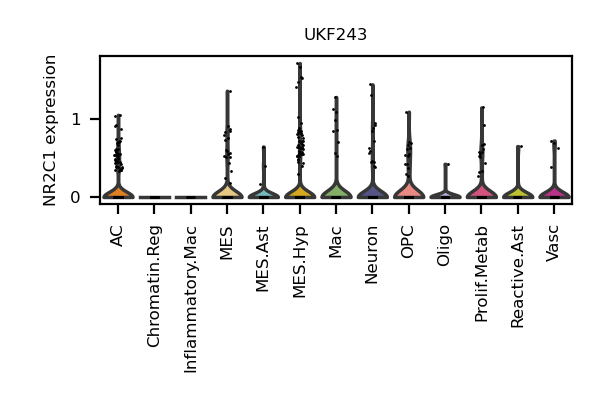 UKF243
NR2C1 expression
1
0
AC
Chromatin.Reg
Inflammatory.Mac
MES
MES.Ast
MES.Hyp
Mac
Neuron
OPC
Oligo
Prolif.Metab
Reactive.Ast
Vasc